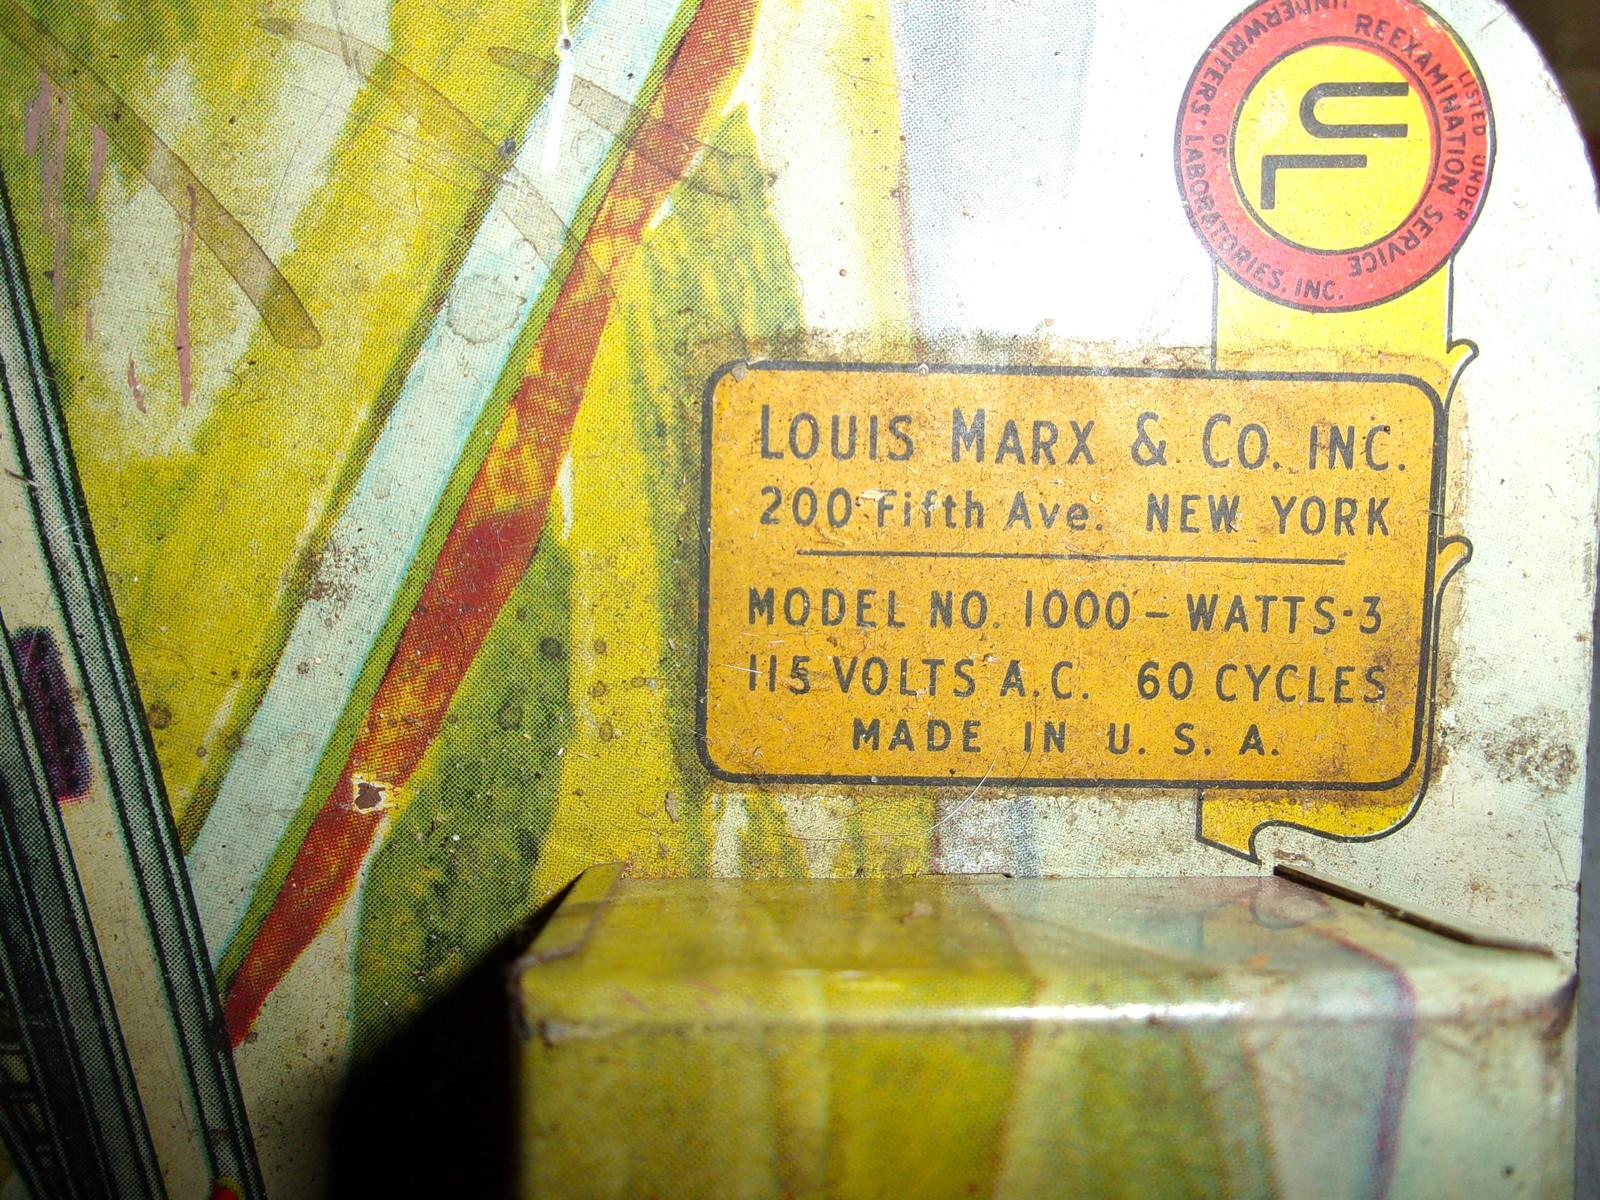 REEXAMINATION SERVICE
LISTED UNDER
OF
UNDERWRITERS' LABORATORIES, INC.
UL
LOUIS MARX & CO. INC.
200 Fifth Ave. NEW YORK
MODEL NO. 1000 - WATTS-3
115 VOLTS A.C. 60 CYCLES
MADE IN U. S. A.